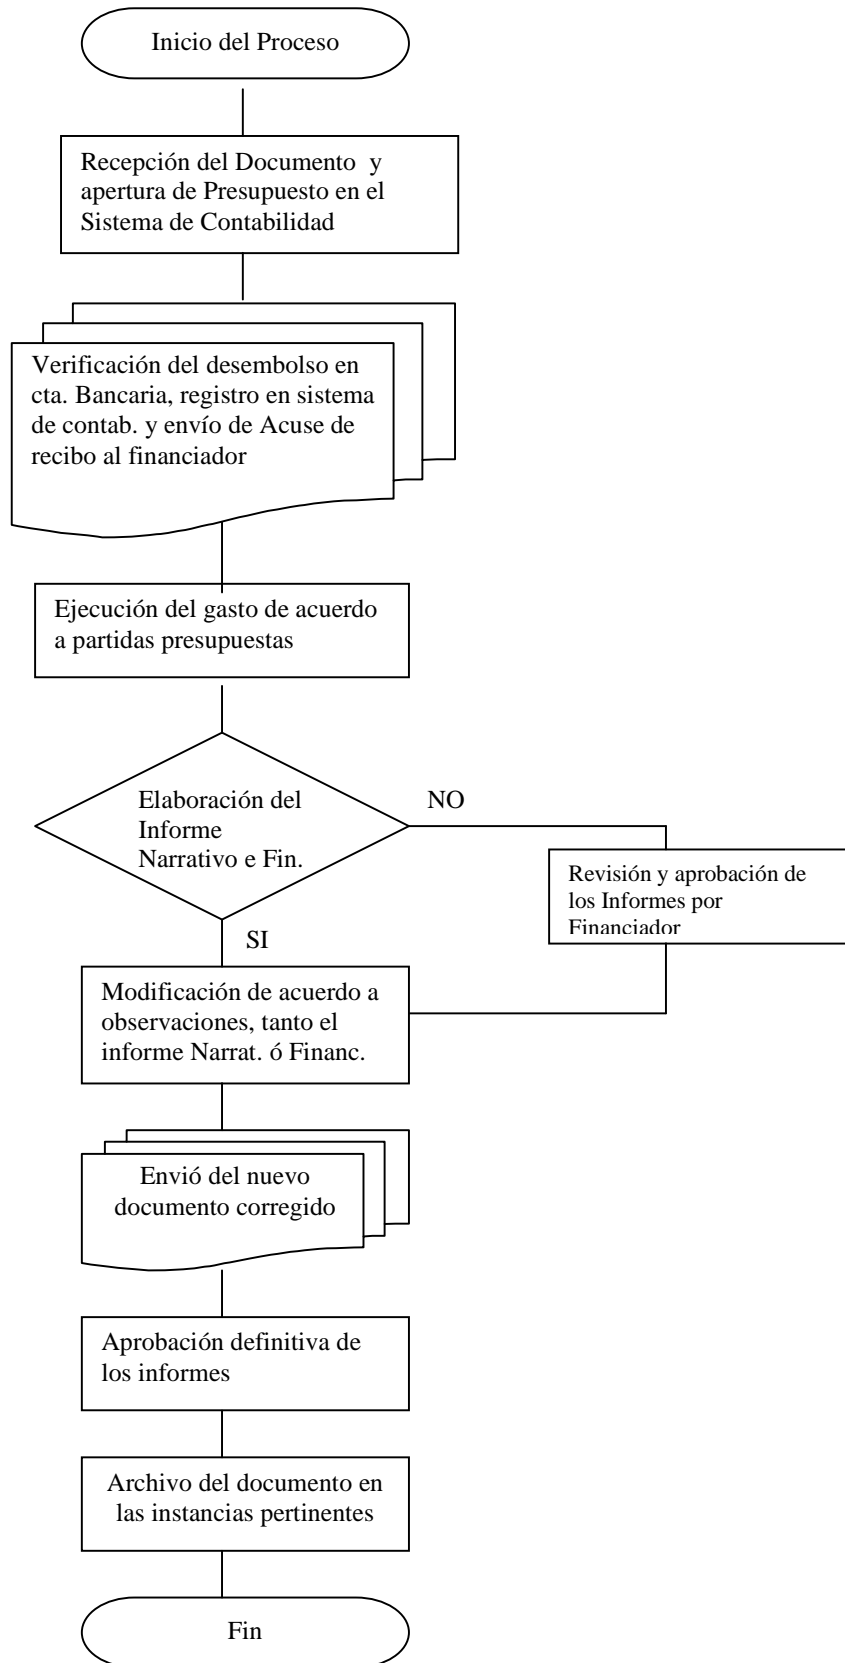 Inicio del Proceso
Recepción del Documento y
apertura de Presupuesto en el
Sistema de Contabilidad
Verificación del desembolso en
cta. Bancaria, registro en sistema
de contab. y envío de Acuse de
recibo al financiador
Ejecución del gasto de acuerdo
a partidas presupuestas
Elaboración del
Informe
Narrativo e Fin.
NO
Revisión y aprobación de
los Informes por
Financiador
SI
Modificación de acuerdo a
observaciones, tanto el
informe Narrat. ó Financ.
Envió del nuevo
documento corregido
Aprobación definitiva de
los informes
Archivo del documento en
las instancias pertinentes
Fin